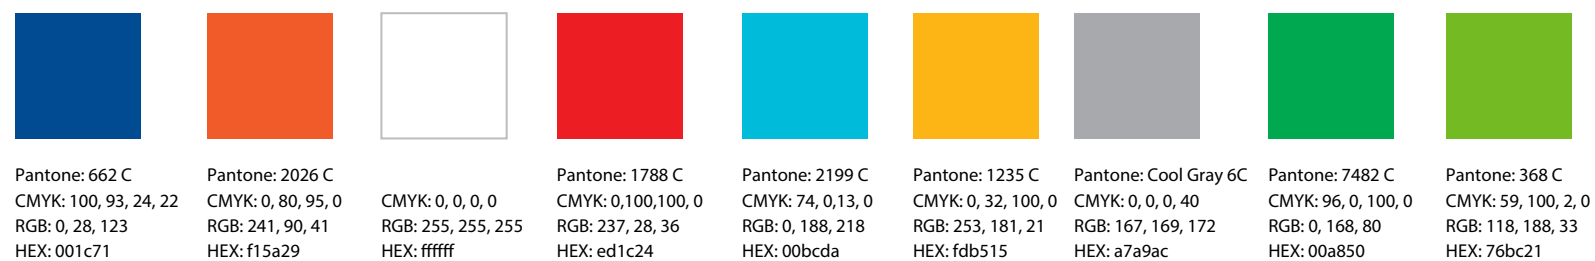 Pantone: 662 C
CMYK: 100, 93, 24, 22
RGB: 0, 28, 123
HEX: 001c71
Pantone: 2026 C
CMYK: 0, 80, 95, 0
RGB: 241, 90, 41
HEX: f15a29
CMYK: 0, 0, 0, 0
RGB: 255, 255, 255
HEX: ffffff
Pantone: 1788 C
CMYK: 0,100,100, 0
RGB: 237, 28, 36
HEX: ed1c24
Pantone: 2199 C
CMYK: 74, 0,13, 0
RGB: 0, 188, 218
HEX: 00bcda
Pantone: 1235 C
CMYK: 0, 32, 100, 0
RGB: 253, 181, 21
HEX: fdb515
Pantone: Cool Gray 6C
CMYK: 0, 0, 0, 40
RGB: 167, 169, 172
HEX: a7a9ac
Pantone: 7482 C
CMYK: 96, 0, 100, 0
RGB: 0, 168, 80
HEX: 00a850
Pantone: 368 C
CMYK: 59, 100, 2, 0
RGB: 118, 188, 33
HEX: 76bc21